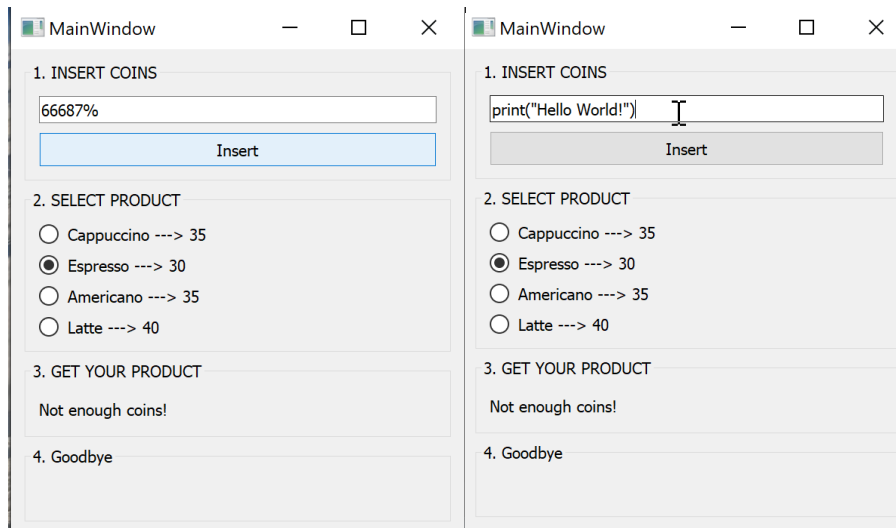 MainWindow
1. INSERT COINS
66687%
Insert
2. SELECT PRODUCT
Cappuccino ---> 35
Espresso ---> 30
Americano ---> 35
Latte ---> 40
3. GET YOUR PRODUCT
Not enough coins!
4. Goodbye
MainWindow
1. INSERT COINS
print("Hello World!")
Insert
2. SELECT PRODUCT
Cappuccino ---> 35
Espresso ---> 30
Americano ---> 35
Latte ---> 40
3. GET YOUR PRODUCT
Not enough coins!
4. Goodbye